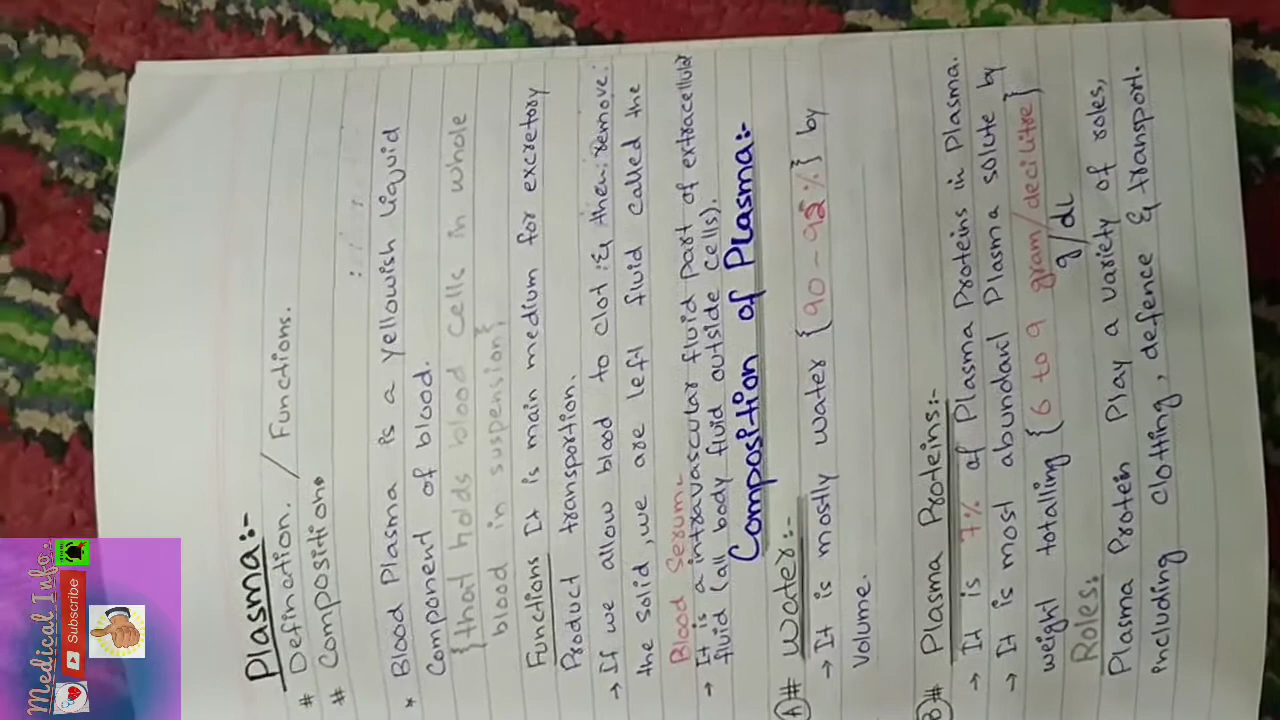 Plasma:-
# Defination. / Functions.
# Composition.
* Blood Plasma is a yellowish liquid
Component of blood.
{that holds blood cells in whole
blood in suspension}
Functions It is main medium for excretory
Product transportion.
→ If we allow blood to clot & then remove
the solid, we are left fluid called the
Blood Serum.
→ It is a intravascular fluid part of extracellular
fluid (all body fluid outside cells).
Composition of Plasma:-
A)# Water:-
→ It is mostly water {90-92%} by
volume.
B)# Plasma Proteins:-
→ It is 7% of Plasma Proteins in Plasma.
→ It is most abundant Plasma solute by
weight totalling {6 to 9 gram/decilitre}
g/dL
Roles:
Plasma Protein Play a variety of roles,
including clotting, defence & transport.
Medical Info:
Subscribe